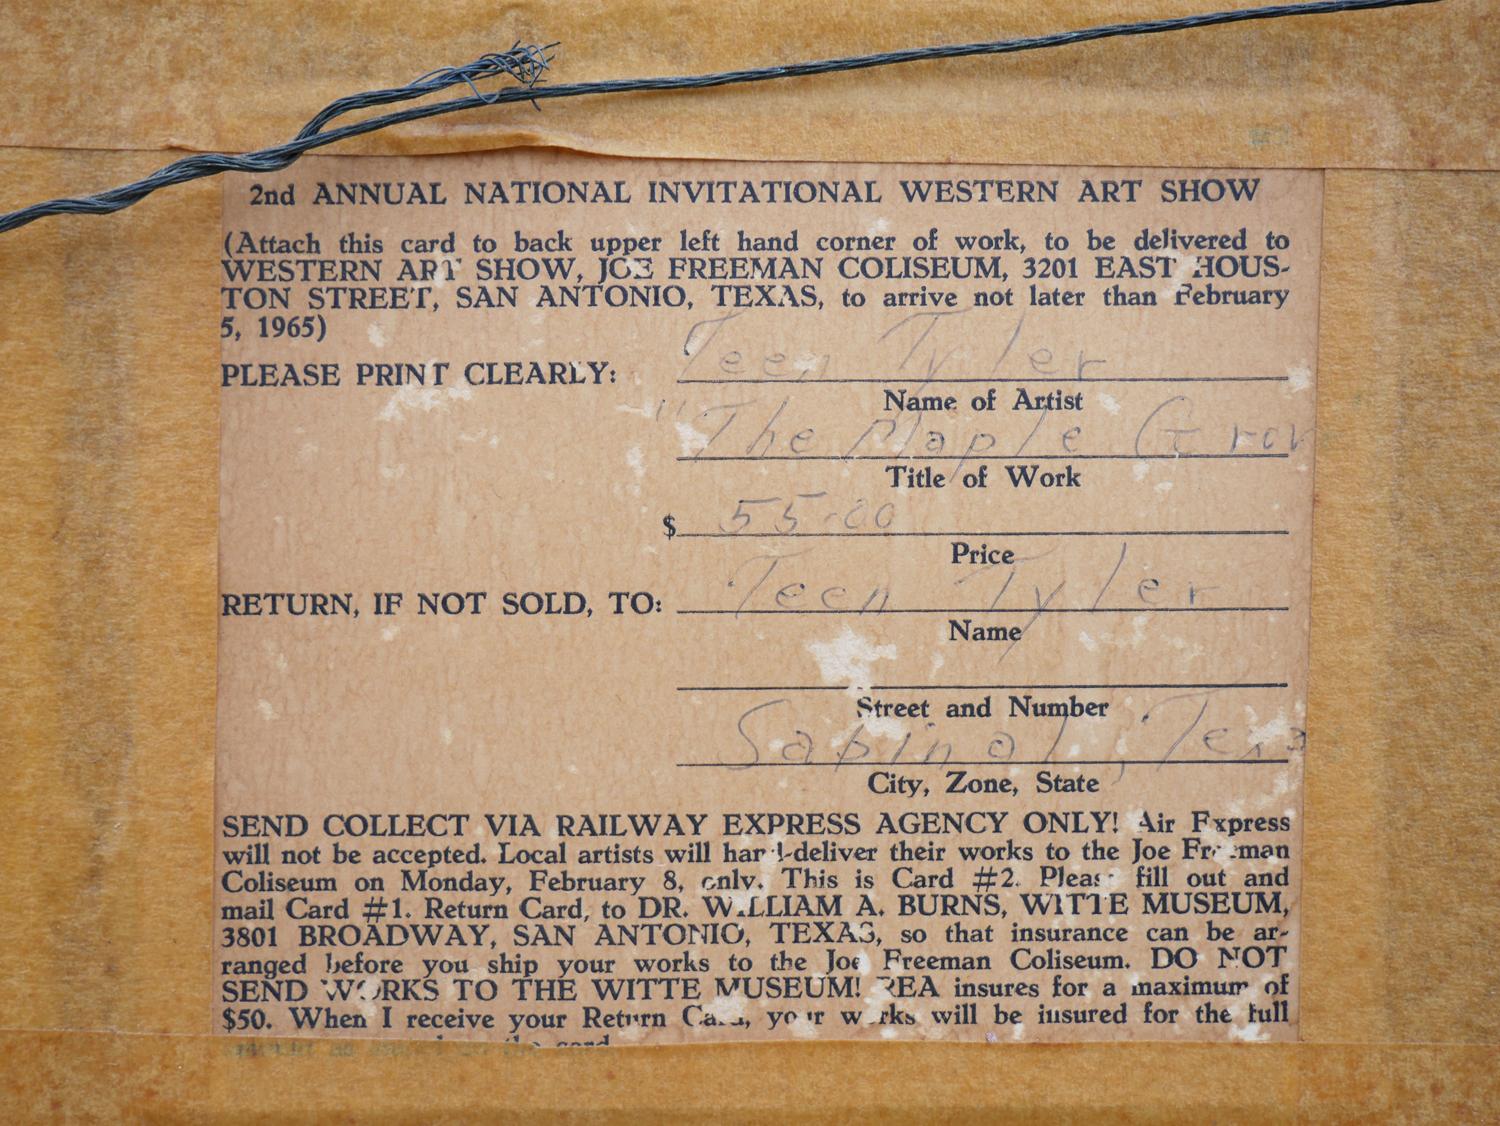 2nd ANNUAL NATIONAL INVITATIONAL WESTERN ART SHOW
(Attach this card to back upper left hand corner of work, to be delivered to
WESTERN ART SHOW, JOE FREEMAN COLISEUM, 3201 EAST HOUS-
TON STREET, SAN ANTONIO, TEXAS, to arrive not later than February
5, 1965)
PLEASE PRINT CLEARLY: Teen Tyler
Name of Artist
"The Maple Grov
Title of Work
$ 55.00
Price
RETURN, IF NOT SOLD, TO: Teen Tyler
Name
Street and Number
Sabinal, Texa
City, Zone, State
SEND COLLECT VIA RAILWAY EXPRESS AGENCY ONLY! Air Express
will not be accepted. Local artists will hand-deliver their works to the Joe Freeman
Coliseum on Monday, February 8, only. This is Card #2. Please fill out and
mail Card #1. Return Card, to DR. WILLIAM A. BURNS, WITTE MUSEUM,
3801 BROADWAY, SAN ANTONIO, TEXAS, so that insurance can be ar-
ranged before you ship your works to the Joe Freeman Coliseum. DO NOT
SEND WORKS TO THE WITTE MUSEUM! REA insures for a maximum of
$50. When I receive your Return Card, your works will be insured for the full
the card